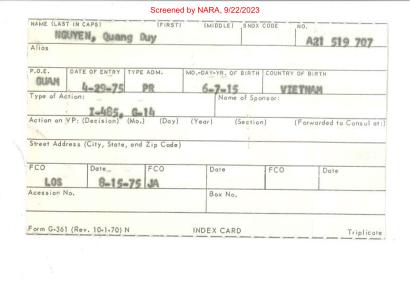 Screened by NARA, 9/22/2023
NAME (LAST IN CAPS) (FIRST) (MIDDLE) SNDX CODE NO.
NGUYEN, Quang Duy A21 519 707
Alias
P.O.E. DATE OF ENTRY TYPE ADM. MO.-DAY-YR. OF BIRTH COUNTRY OF BIRTH
GUAM 4-29-75 PR 6-7-15 VIETNAM
Type of Action: Name of Sponsor:
I-485, G-14
Action on VP: (Decision) (Mo.) (Day) (Year) (Section) (Forwarded to Consul at:)
Street Address (City, State, and Zip Code)
FCO Date FCO Date FCO Date
LOS 8-15-75 JA
Acession No. Box No.
Form G-361 (Rev. 10-1-70) N INDEX CARD Triplicate